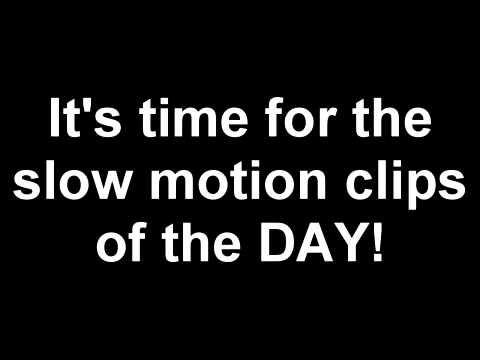 It's time for the
slow motion clips
of the DAY!